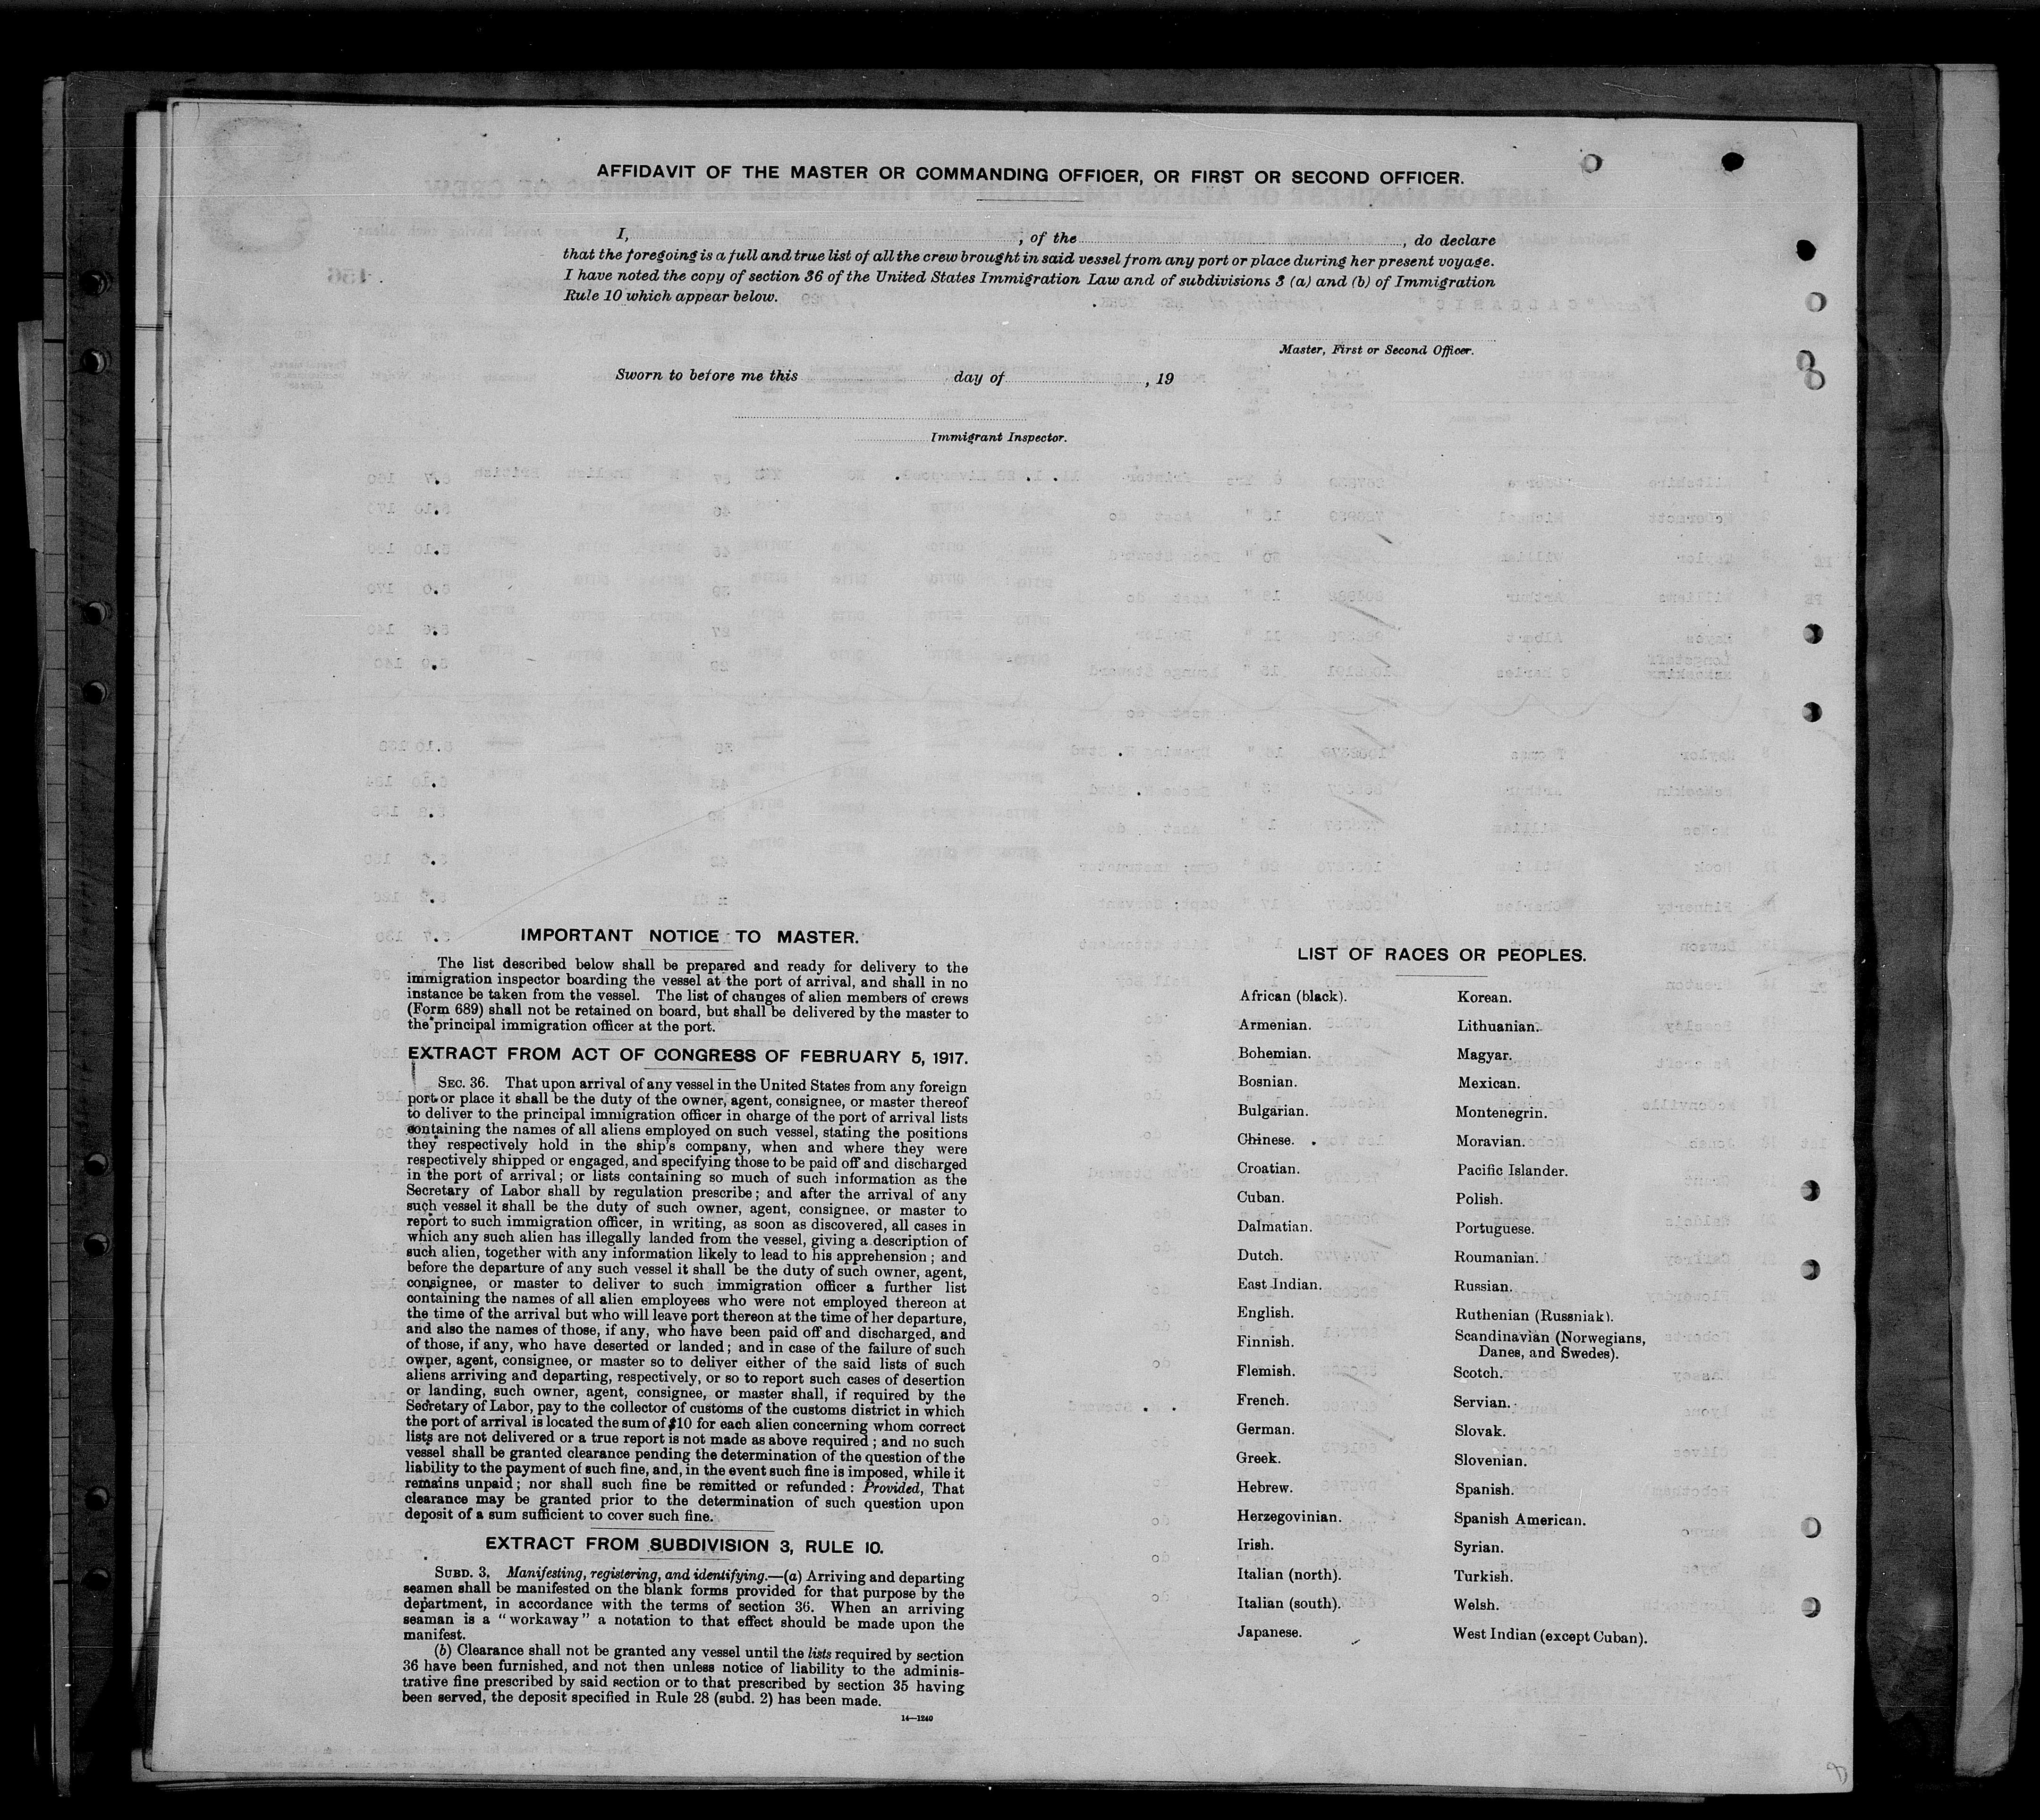 AFFIDAVIT OF THE MASTER OR COMMANDING OFFICER, OR FIRST OR SECOND OFFICER.
I, , of the , do declare
that the foregoing is a full and true list of all the crew brought in said vessel from any port or place during her present voyage.
I have noted the copy of section 36 of the United States Immigration Law and of subdivisions 3 (a) and (b) of Immigration
Rule 10 which appear below.
Master, First or Second Officer.
Sworn to before me this day of , 19
Immigrant Inspector.
IMPORTANT NOTICE TO MASTER.
The list described below shall be prepared and ready for delivery to the
immigration inspector boarding the vessel at the port of arrival, and shall in no
instance be taken from the vessel. The list of changes of alien members of crews
(Form 689) shall not be retained on board, but shall be delivered by the master to
the principal immigration officer at the port.
EXTRACT FROM ACT OF CONGRESS OF FEBRUARY 5, 1917.
SEC. 36. That upon arrival of any vessel in the United States from any foreign
port or place it shall be the duty of the owner, agent, consignee, or master thereof
to deliver to the principal immigration officer in charge of the port of arrival lists
containing the names of all aliens employed on such vessel, stating the positions
they respectively hold in the ship's company, when and where they were
respectively shipped or engaged, and specifying those to be paid off and discharged
in the port of arrival; or lists containing so much of such information as the
Secretary of Labor shall by regulation prescribe; and after the arrival of any
such vessel it shall be the duty of such owner, agent, consignee, or master to
report to such immigration officer, in writing, as soon as discovered, all cases in
which any such alien has illegally landed from the vessel, giving a description of
such alien, together with any information likely to lead to his apprehension; and
before the departure of any such vessel it shall be the duty of such owner, agent,
consignee, or master to deliver to such immigration officer a further list
containing the names of all alien employees who were not employed thereon at
the time of the arrival but who will leave port thereon at the time of her departure,
and also the names of those, if any, who have been paid off and discharged, and
of those, if any, who have deserted or landed; and in case of the failure of such
owner, agent, consignee, or master so to deliver either of the said lists of such
aliens arriving and departing, respectively, or so to report such cases of desertion
or landing, such owner, agent, consignee, or master shall, if required by the
Secretary of Labor, pay to the collector of customs of the customs district in which
the port of arrival is located the sum of $10 for each alien concerning whom correct
lists are not delivered or a true report is not made as above required; and no such
vessel shall be granted clearance pending the determination of the question of the
liability to the payment of such fine, and, in the event such fine is imposed, while it
remains unpaid; nor shall such fine be remitted or refunded: Provided, That
clearance may be granted prior to the determination of such question upon
deposit of a sum sufficient to cover such fine.
EXTRACT FROM SUBDIVISION 3, RULE 10.
SUBD. 3. Manifesting, registering, and identifying.—(a) Arriving and departing
seamen shall be manifested on the blank forms provided for that purpose by the
department, in accordance with the terms of section 36. When an arriving
seaman is a "workaway" a notation to that effect should be made upon the
manifest.
(b) Clearance shall not be granted any vessel until the lists required by section
36 have been furnished, and not then unless notice of liability to the adminis-
trative fine prescribed by said section or to that prescribed by section 35 having
been served, the deposit specified in Rule 28 (subd. 2) has been made.
14—1240
LIST OF RACES OR PEOPLES.
African (black).
Armenian.
Bohemian.
Bosnian.
Bulgarian.
Chinese.
Croatian.
Cuban.
Dalmatian.
Dutch.
East Indian.
English.
Finnish.
Flemish.
French.
German.
Greek.
Hebrew.
Herzegovinian.
Irish.
Italian (north).
Italian (south).
Japanese.
Korean.
Lithuanian.
Magyar.
Mexican.
Montenegrin.
Moravian.
Pacific Islander.
Polish.
Portuguese.
Roumanian.
Russian.
Ruthenian (Russniak).
Scandinavian (Norwegians,
Danes, and Swedes).
Scotch.
Servian.
Slovak.
Slovenian.
Spanish.
Spanish American.
Syrian.
Turkish.
Welsh.
West Indian (except Cuban).